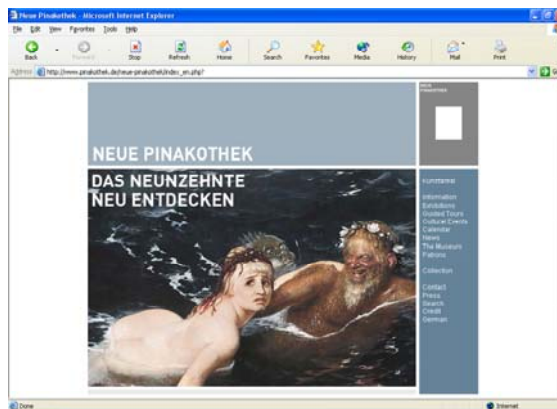 Neue Pinakothek - Microsoft Internet Explorer
File Edit View Favorites Tools Help
Back Forward Stop Refresh Home Search Favorites Media History Mail Print
Address http://www.pinakothek.de/neue-pinakothek/index_en.php?
NEUE PINAKOTHEK
DAS NEUNZEHNTE
NEU ENTDECKEN
NEUE
PINAKOTHEK
Information
Exhibitions
Guided Tours
Cultural Events
Calendar
News
The Museum
Patrons
Collection
Contact
Press
Search
Credit
German
Done
Internet